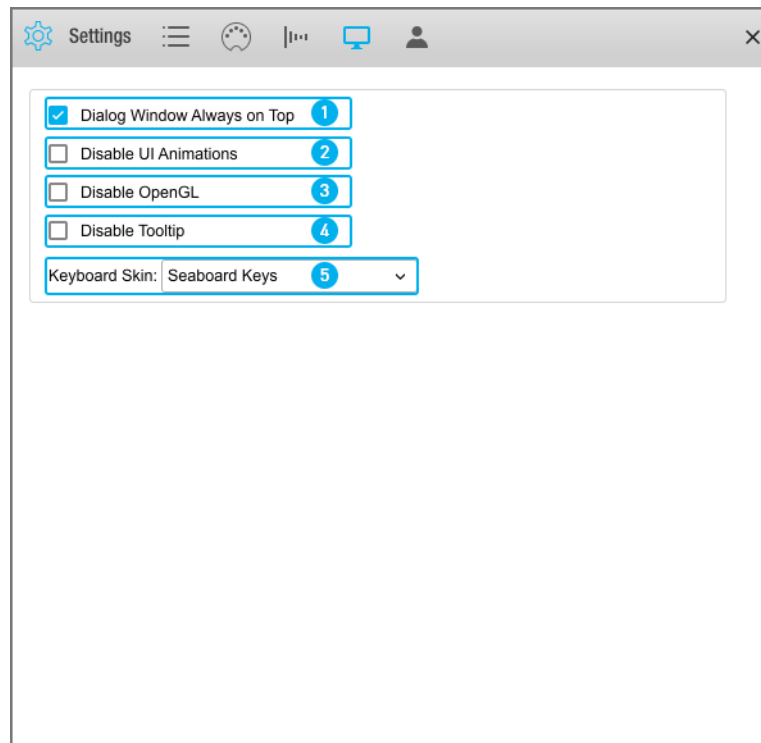 Settings
Dialog Window Always on Top 1
Disable UI Animations 2
Disable OpenGL 3
Disable Tooltip 4
Keyboard Skin: Seaboard Keys 5